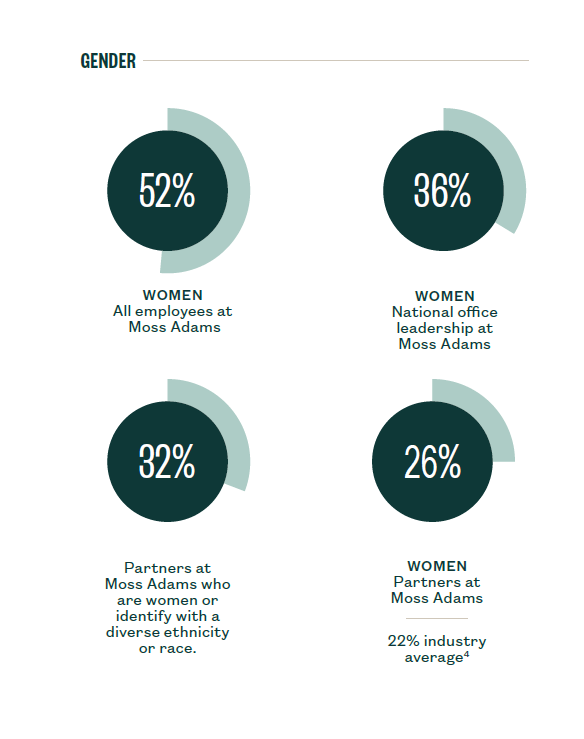 GENDER
52%
WOMEN
All employees at
Moss Adams
36%
WOMEN
National office
leadership at
Moss Adams
32%
Partners at
Moss Adams who
are women or
identify with a
diverse ethnicity
or race.
26%
WOMEN
Partners at
Moss Adams
22% industry
average⁴